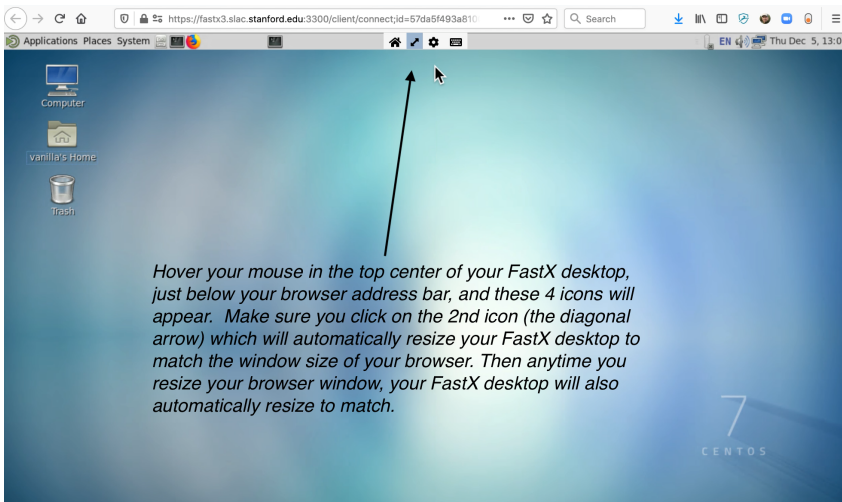 https://fastx3.slac.stanford.edu:3300/client/connect;id=57da5f493a810
Search
Applications Places System
EN
Thu Dec 5, 13:0
Computer
vanilla's Home
Trash
Hover your mouse in the top center of your FastX desktop,
just below your browser address bar, and these 4 icons will
appear.  Make sure you click on the 2nd icon (the diagonal
arrow) which will automatically resize your FastX desktop to
match the window size of your browser. Then anytime you
resize your browser window, your FastX desktop will also
automatically resize to match.
7
CENTOS